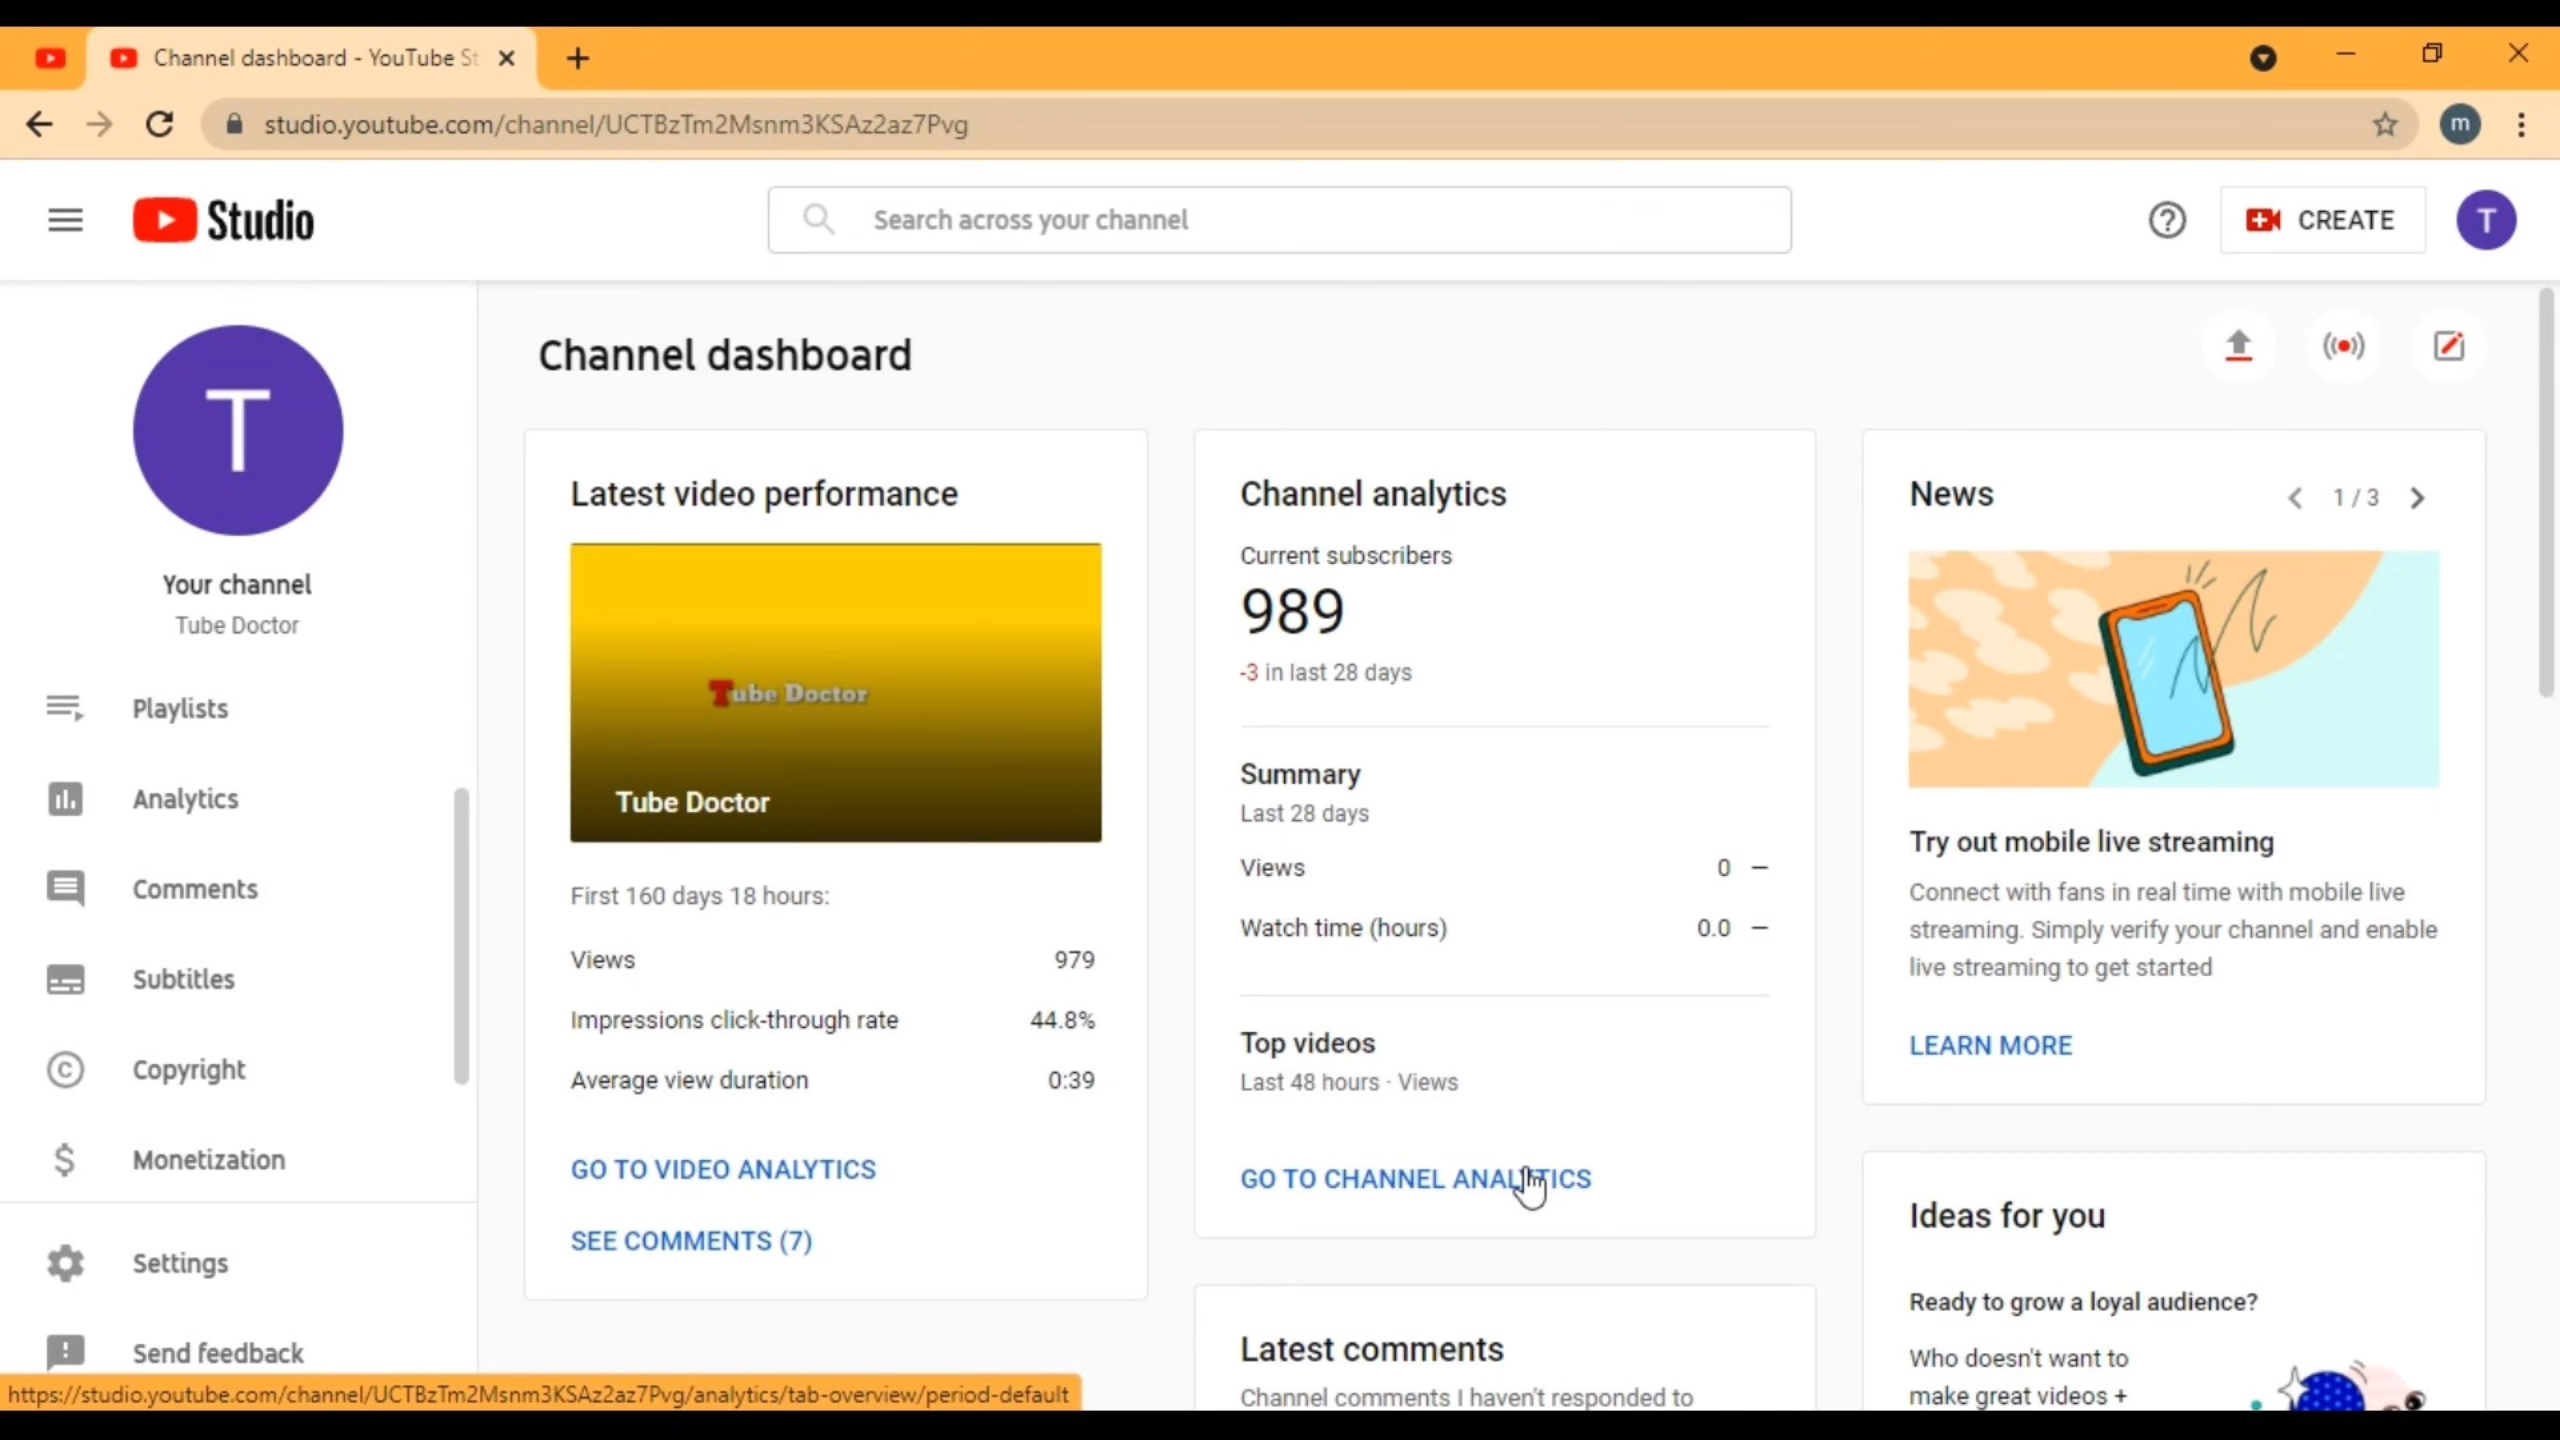 Channel dashboard - YouTube St
studio.youtube.com/channel/UCTBzTm2Msnm3KSAz2az7Pvg
m
Studio
Search across your channel
CREATE
T
T
Your channel
Tube Doctor
Playlists
Analytics
Comments
Subtitles
Copyright
Monetization
Settings
Send feedback
Channel dashboard
Latest video performance
Tube Doctor
Tube Doctor
First 160 days 18 hours:
Views 979
Impressions click-through rate 44.8%
Average view duration 0:39
GO TO VIDEO ANALYTICS
SEE COMMENTS (7)
Channel analytics
Current subscribers
989
-3 in last 28 days
Summary
Last 28 days
Views 0 —
Watch time (hours) 0.0 —
Top videos
Last 48 hours · Views
GO TO CHANNEL ANALYTICS
Latest comments
Channel comments I haven't responded to
News 1 / 3
Try out mobile live streaming
Connect with fans in real time with mobile live
streaming. Simply verify your channel and enable
live streaming to get started
LEARN MORE
Ideas for you
Ready to grow a loyal audience?
Who doesn't want to
make great videos +
https://studio.youtube.com/channel/UCTBzTm2Msnm3KSAz2az7Pvg/analytics/tab-overview/period-default